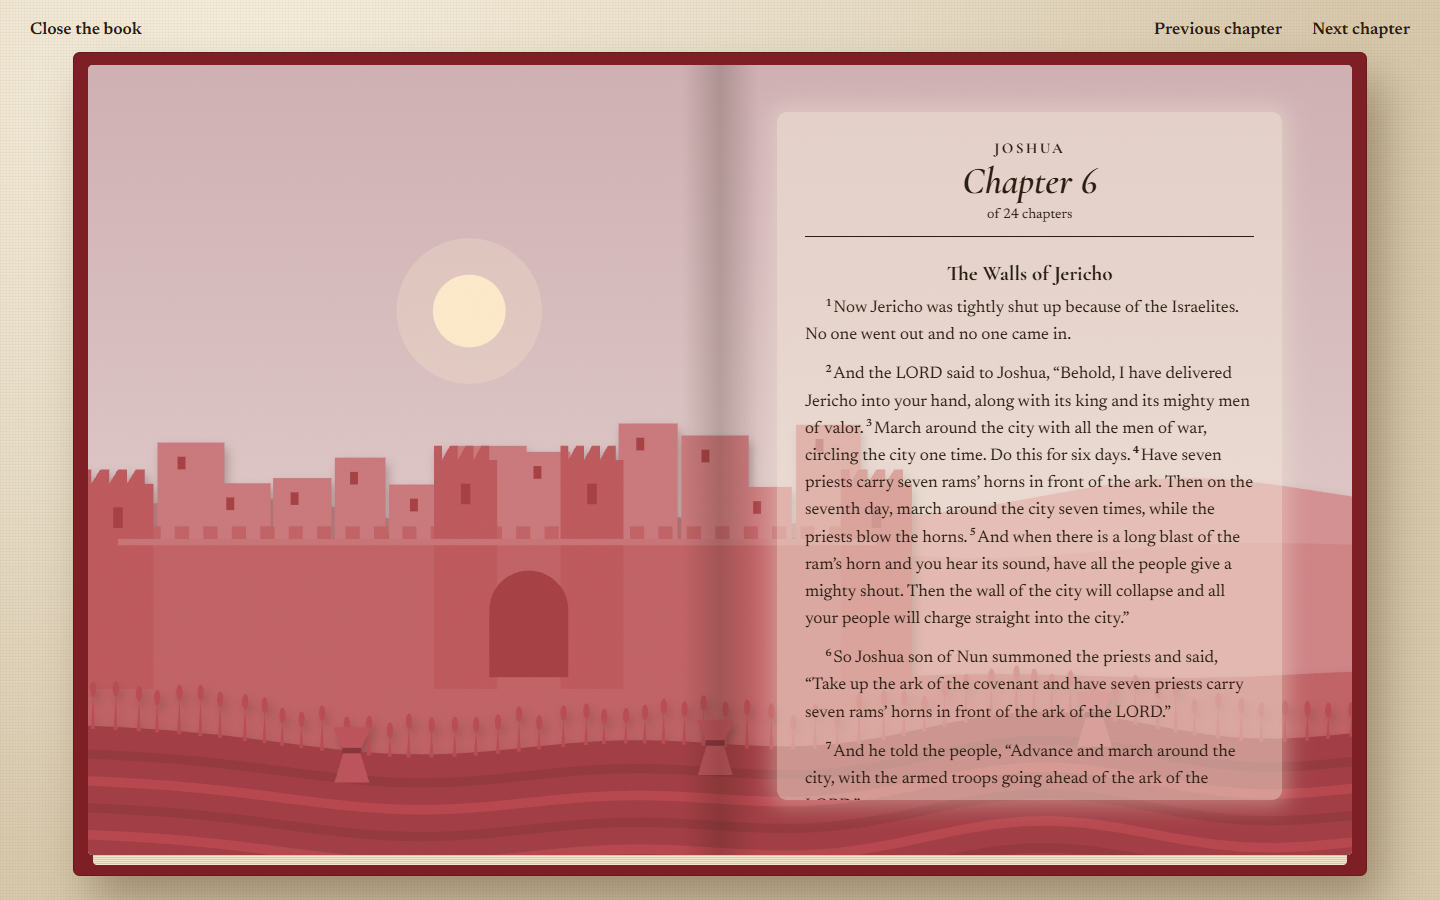 Close the book
Previous chapter
Next chapter
JOSHUA
Chapter 6
of 24 chapters
The Walls of Jericho
¹ Now Jericho was tightly shut up because of the Israelites.
No one went out and no one came in.
² And the LORD said to Joshua, “Behold, I have delivered
Jericho into your hand, along with its king and its mighty men
of valor. ³ March around the city with all the men of war,
circling the city one time. Do this for six days. ⁴ Have seven
priests carry seven rams’ horns in front of the ark. Then on the
seventh day, march around the city seven times, while the
priests blow the horns. ⁵ And when there is a long blast of the
ram’s horn and you hear its sound, have all the people give a
mighty shout. Then the wall of the city will collapse and all
your people will charge straight into the city.”
⁶ So Joshua son of Nun summoned the priests and said,
“Take up the ark of the covenant and have seven priests carry
seven rams’ horns in front of the ark of the LORD.”
⁷ And he told the people, “Advance and march around the
city, with the armed troops going ahead of the ark of the